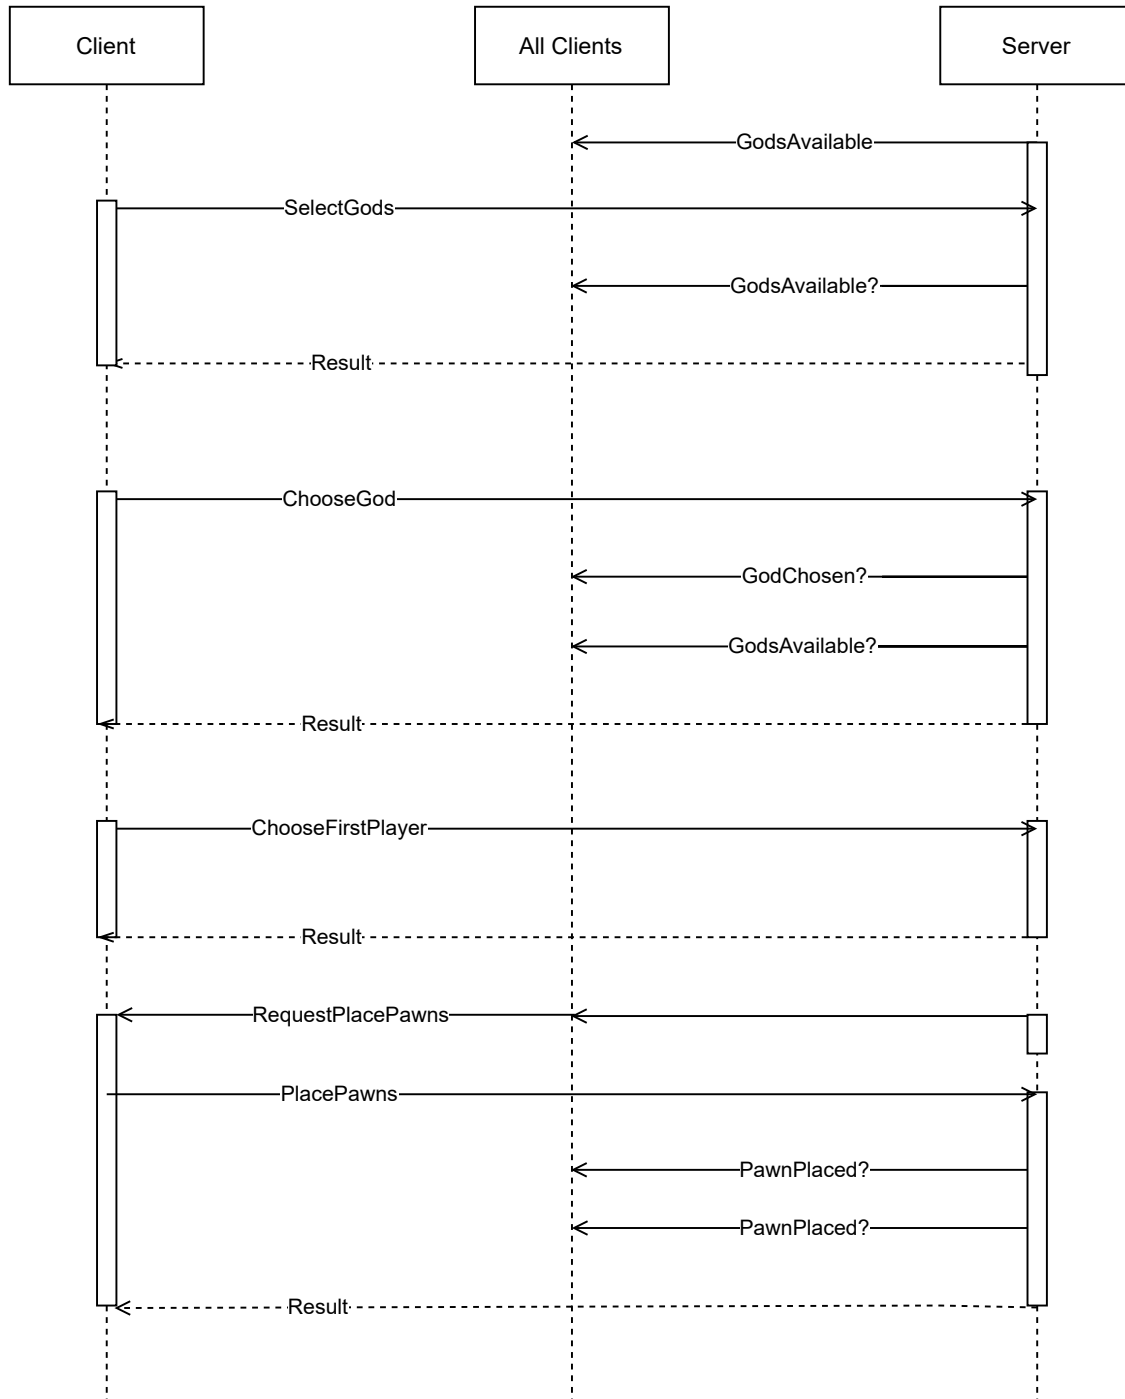 Client
All Clients
Server
GodsAvailable
SelectGods
GodsAvailable?
Result
ChooseGod
GodChosen?
GodsAvailable?
Result
ChooseFirstPlayer
Result
RequestPlacePawns
PlacePawns
PawnPlaced?
PawnPlaced?
Result